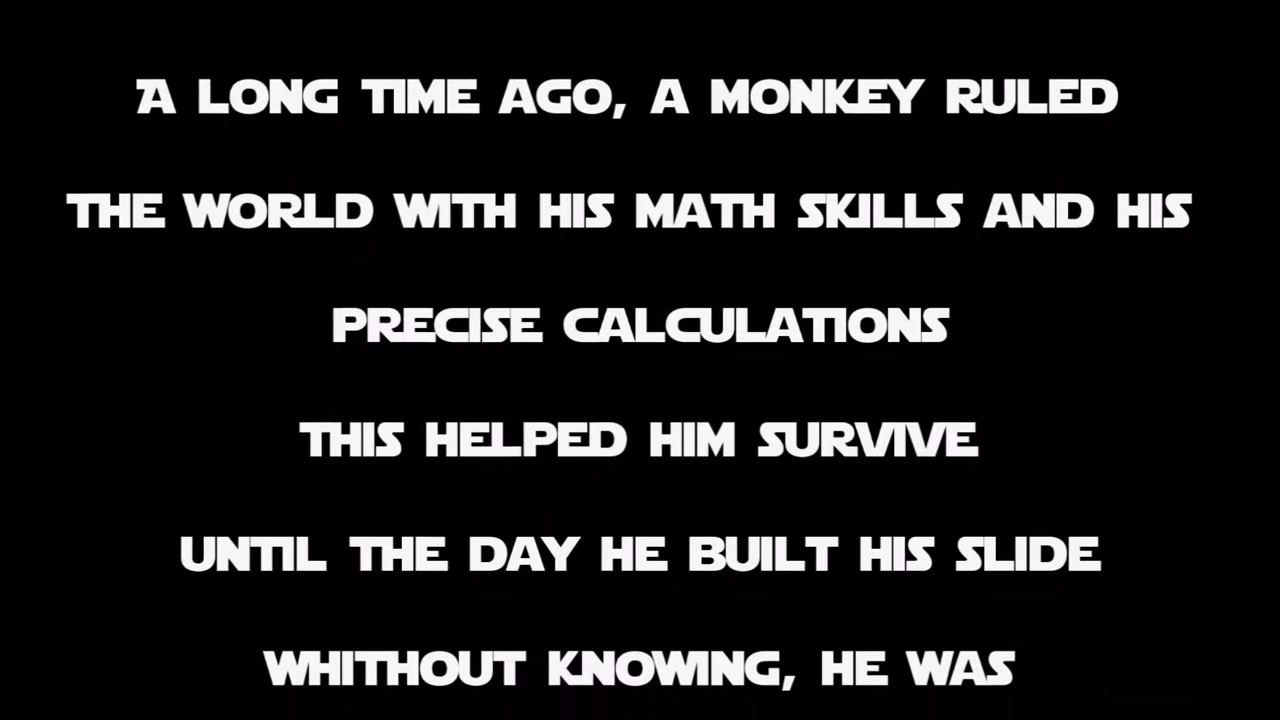 A LONG TIME AGO, A MONKEY RULED
THE WORLD WITH HIS MATH SKILLS AND HIS
PRECISE CALCULATIONS
THIS HELPED HIM SURVIVE
UNTIL THE DAY HE BUILT HIS SLIDE
WHITHOUT KNOWING, HE WAS